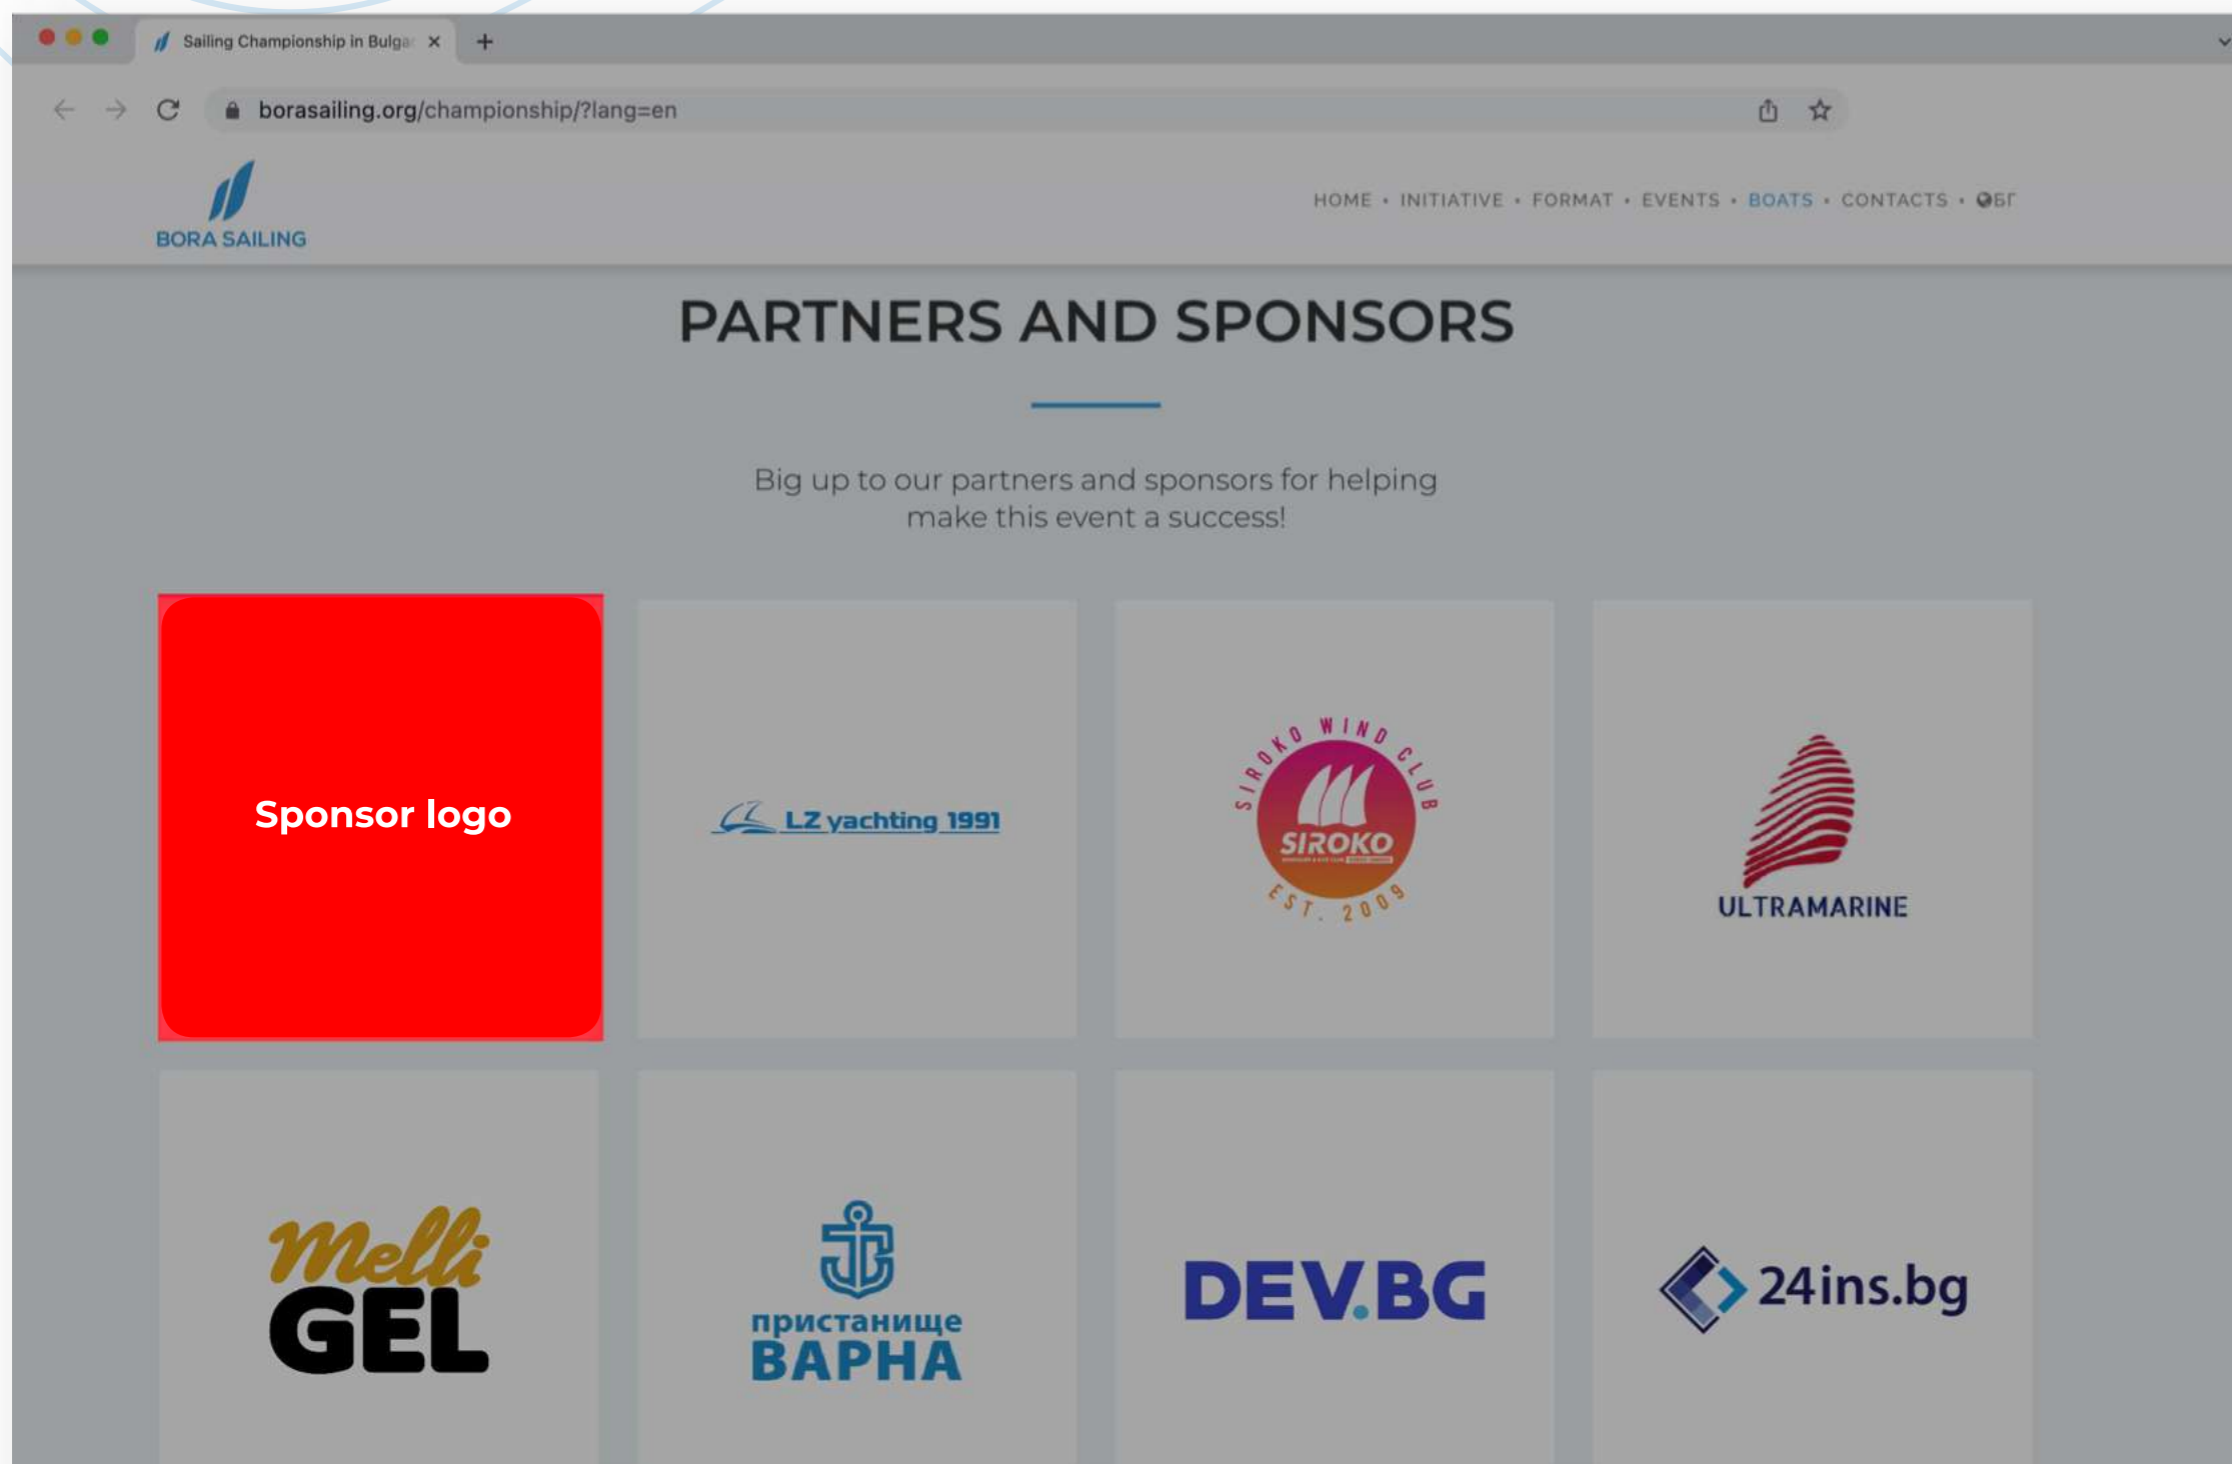 Sailing Championship in Bulgar
borasailing.org/championship/?lang=en
BORA SAILING
HOME • INITIATIVE • FORMAT • EVENTS • BOATS • CONTACTS • БГ
PARTNERS AND SPONSORS
Big up to our partners and sponsors for helping
make this event a success!
Sponsor logo
LZ yachting 1991
SIROKO WIND CLUB
SIROKO
EST. 2009
ULTRAMARINE
Melli
GEL
пристанище
ВАРНА
DEV.BG
24ins.bg